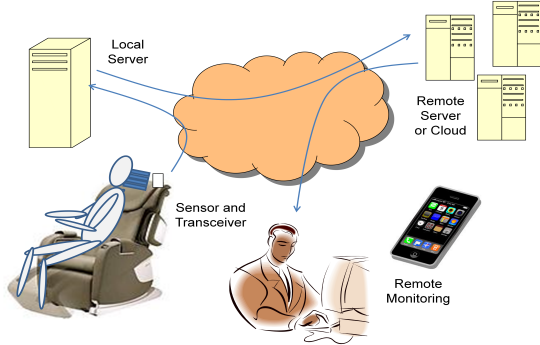 Local
Server
Remote
Server
or Cloud
Sensor and
Transceiver
Remote
Monitoring